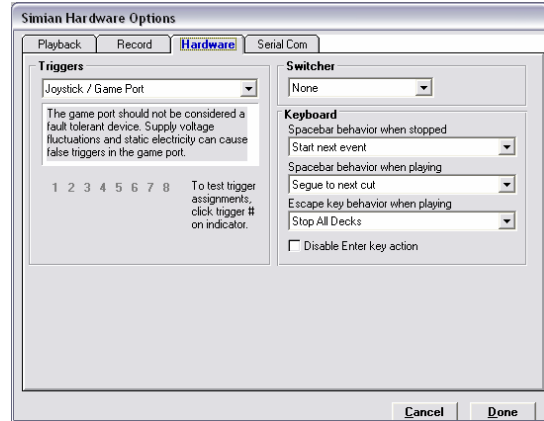 Simian Hardware Options
Playback Record Hardware Serial Com
Triggers
Joystick / Game Port
The game port should not be considered a
fault tolerant device. Supply voltage
fluctuations and static electricity can cause
false triggers in the game port.
1 2 3 4 5 6 7 8
To test trigger
assignments,
click trigger #
on indicator.
Switcher
None
Keyboard
Spacebar behavior when stopped
Start next event
Spacebar behavior when playing
Segue to next cut
Escape key behavior when playing
Stop All Decks
Disable Enter key action
Cancel Done